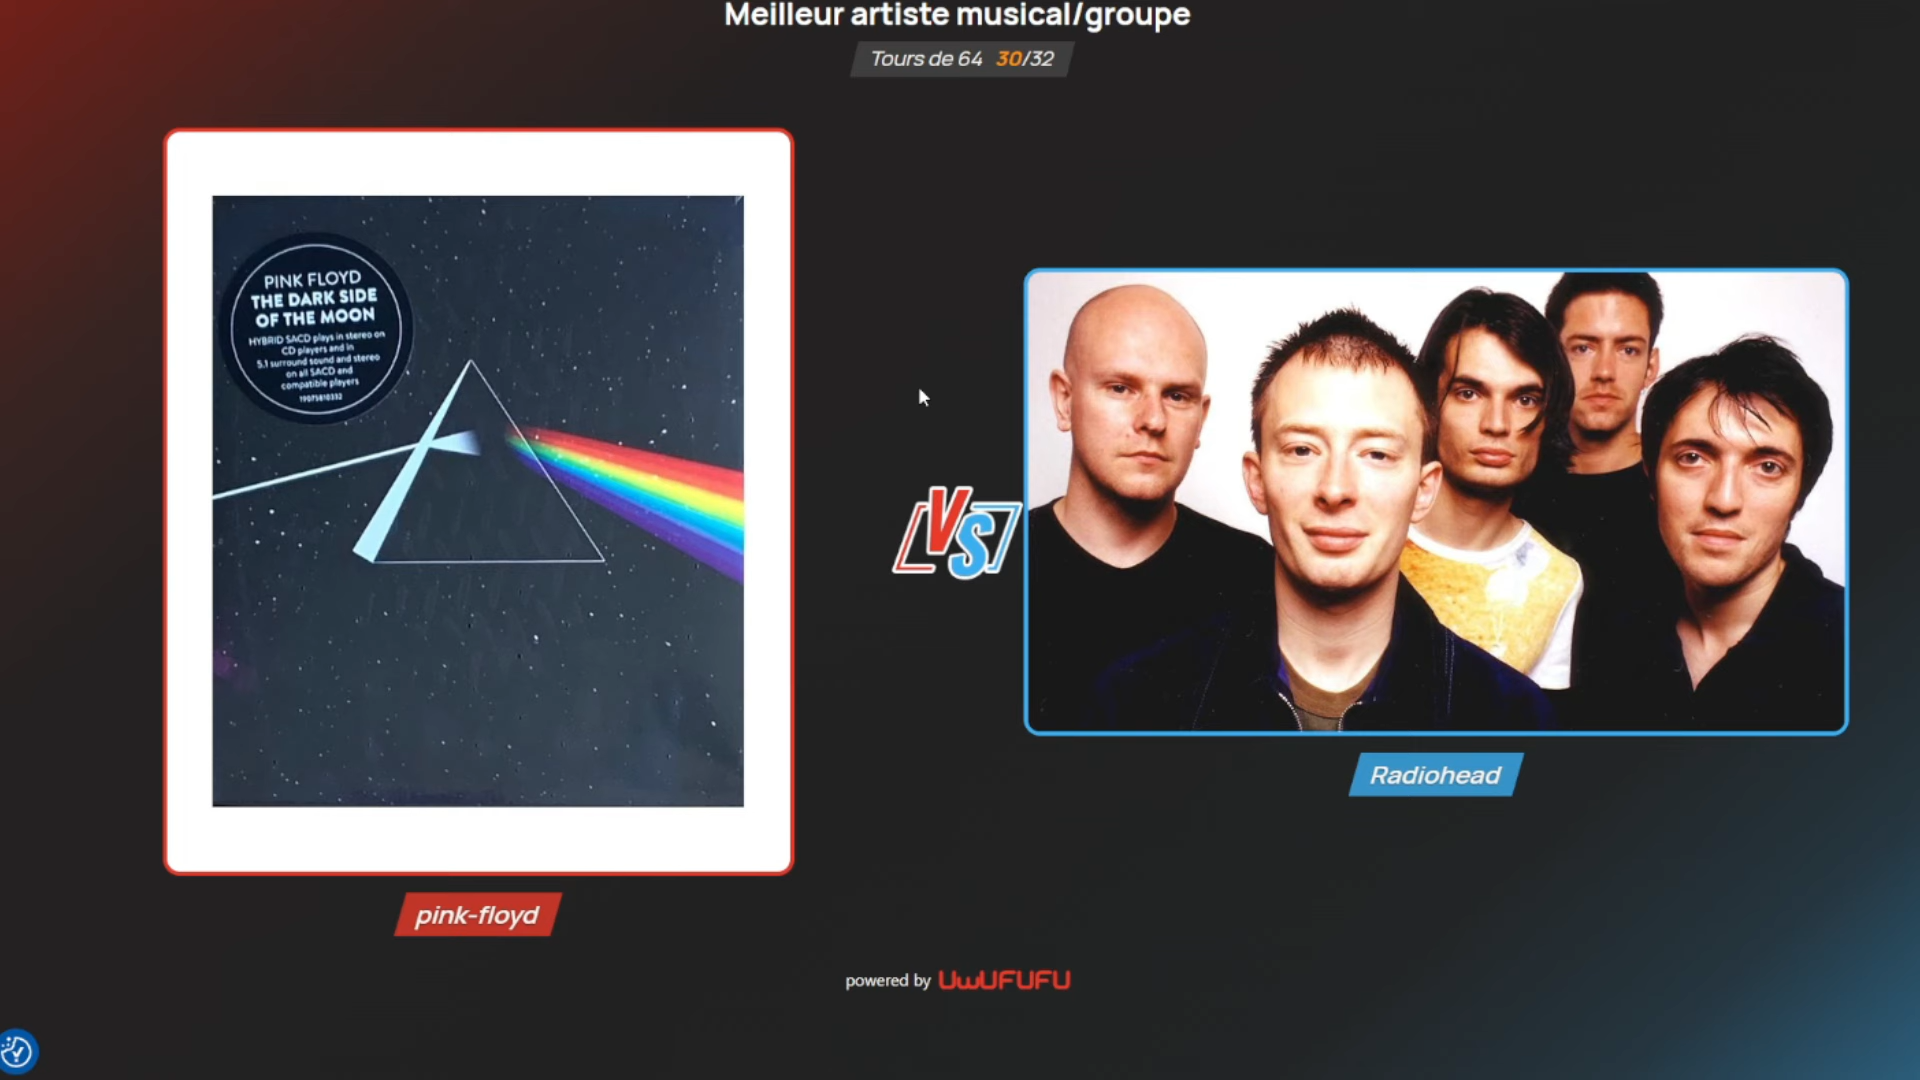 Meilleur artiste musical/groupe
Tours de 64 30/32
PINK FLOYD
THE DARK SIDE
OF THE MOON
HYBRID SACD plays in stereo on
CD players and in
5.1 surround sound and stereo
on all SACD and
compatible players
19075810332
VS
Radiohead
pink-floyd
powered by UwUFUFU